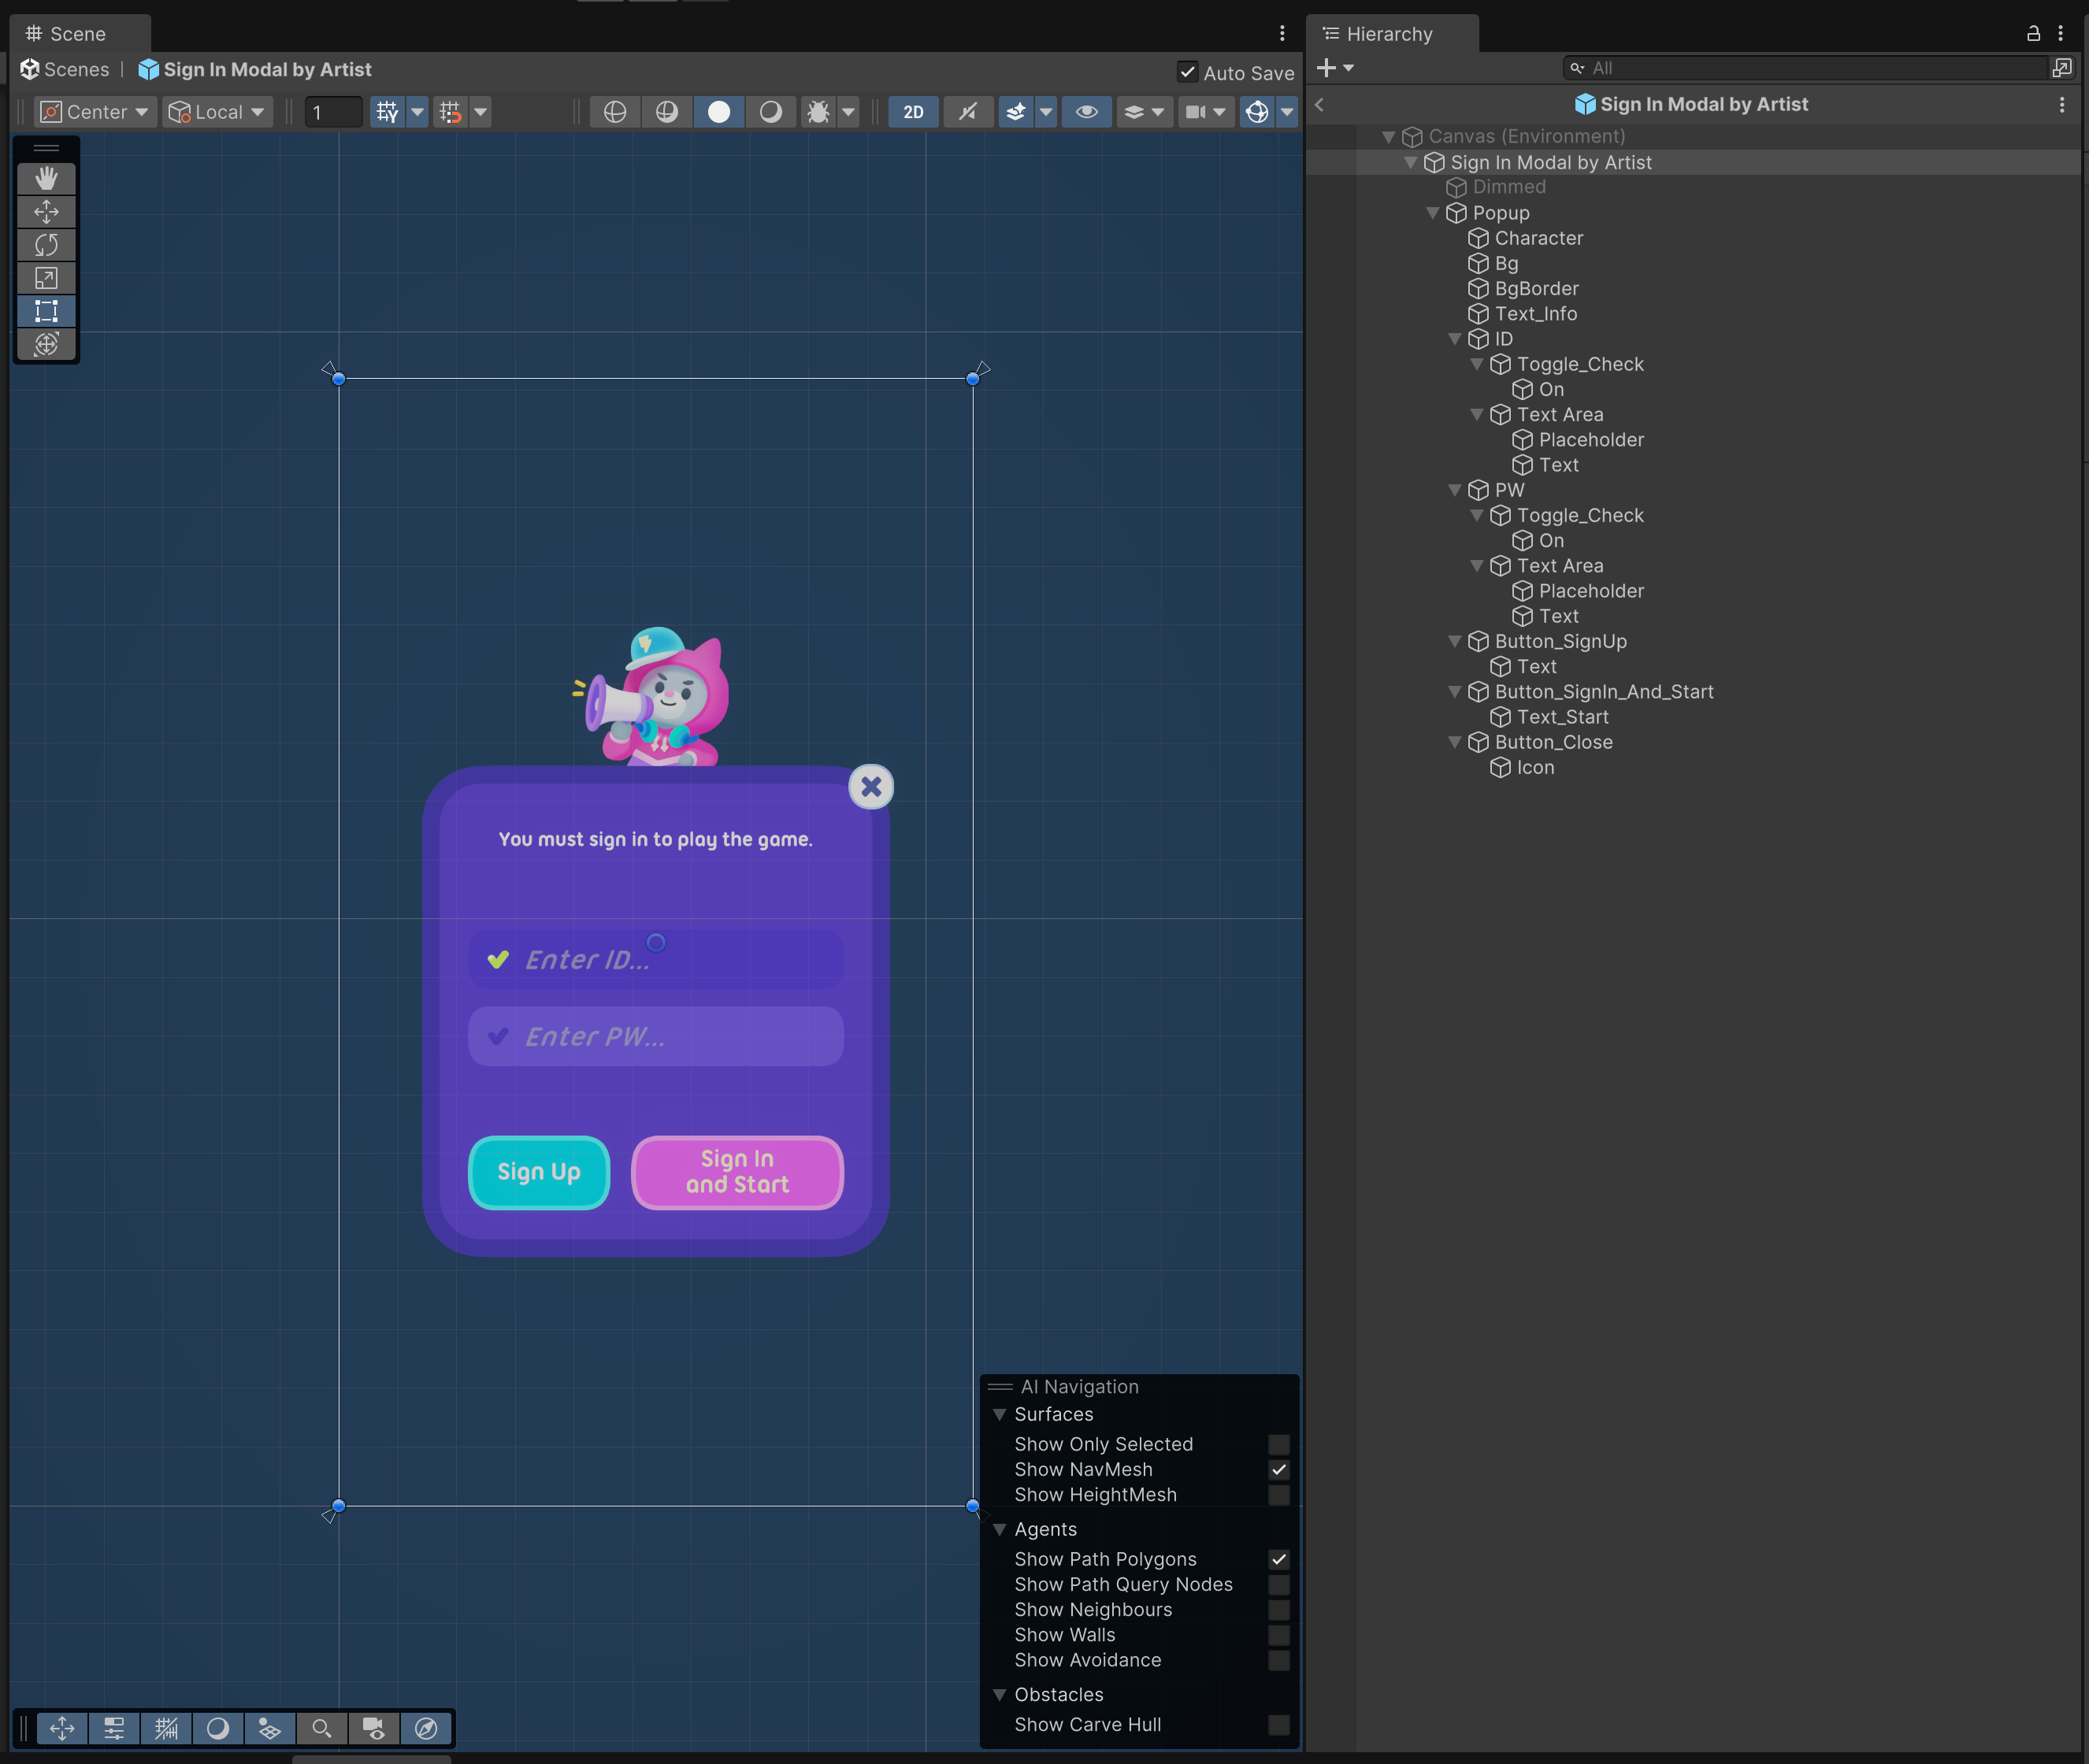 Scene
Scenes | Sign In Modal by Artist
Auto Save
Center
Local
1
2D
You must sign in to play the game.
Enter ID...
Enter PW...
Sign Up
Sign In
and Start
AI Navigation
Surfaces
Show Only Selected
Show NavMesh
Show HeightMesh
Agents
Show Path Polygons
Show Path Query Nodes
Show Neighbours
Show Walls
Show Avoidance
Obstacles
Show Carve Hull
Hierarchy
All
Sign In Modal by Artist
Canvas (Environment)
Sign In Modal by Artist
Dimmed
Popup
Character
Bg
BgBorder
Text_Info
ID
Toggle_Check
On
Text Area
Placeholder
Text
PW
Toggle_Check
On
Text Area
Placeholder
Text
Button_SignUp
Text
Button_SignIn_And_Start
Text_Start
Button_Close
Icon